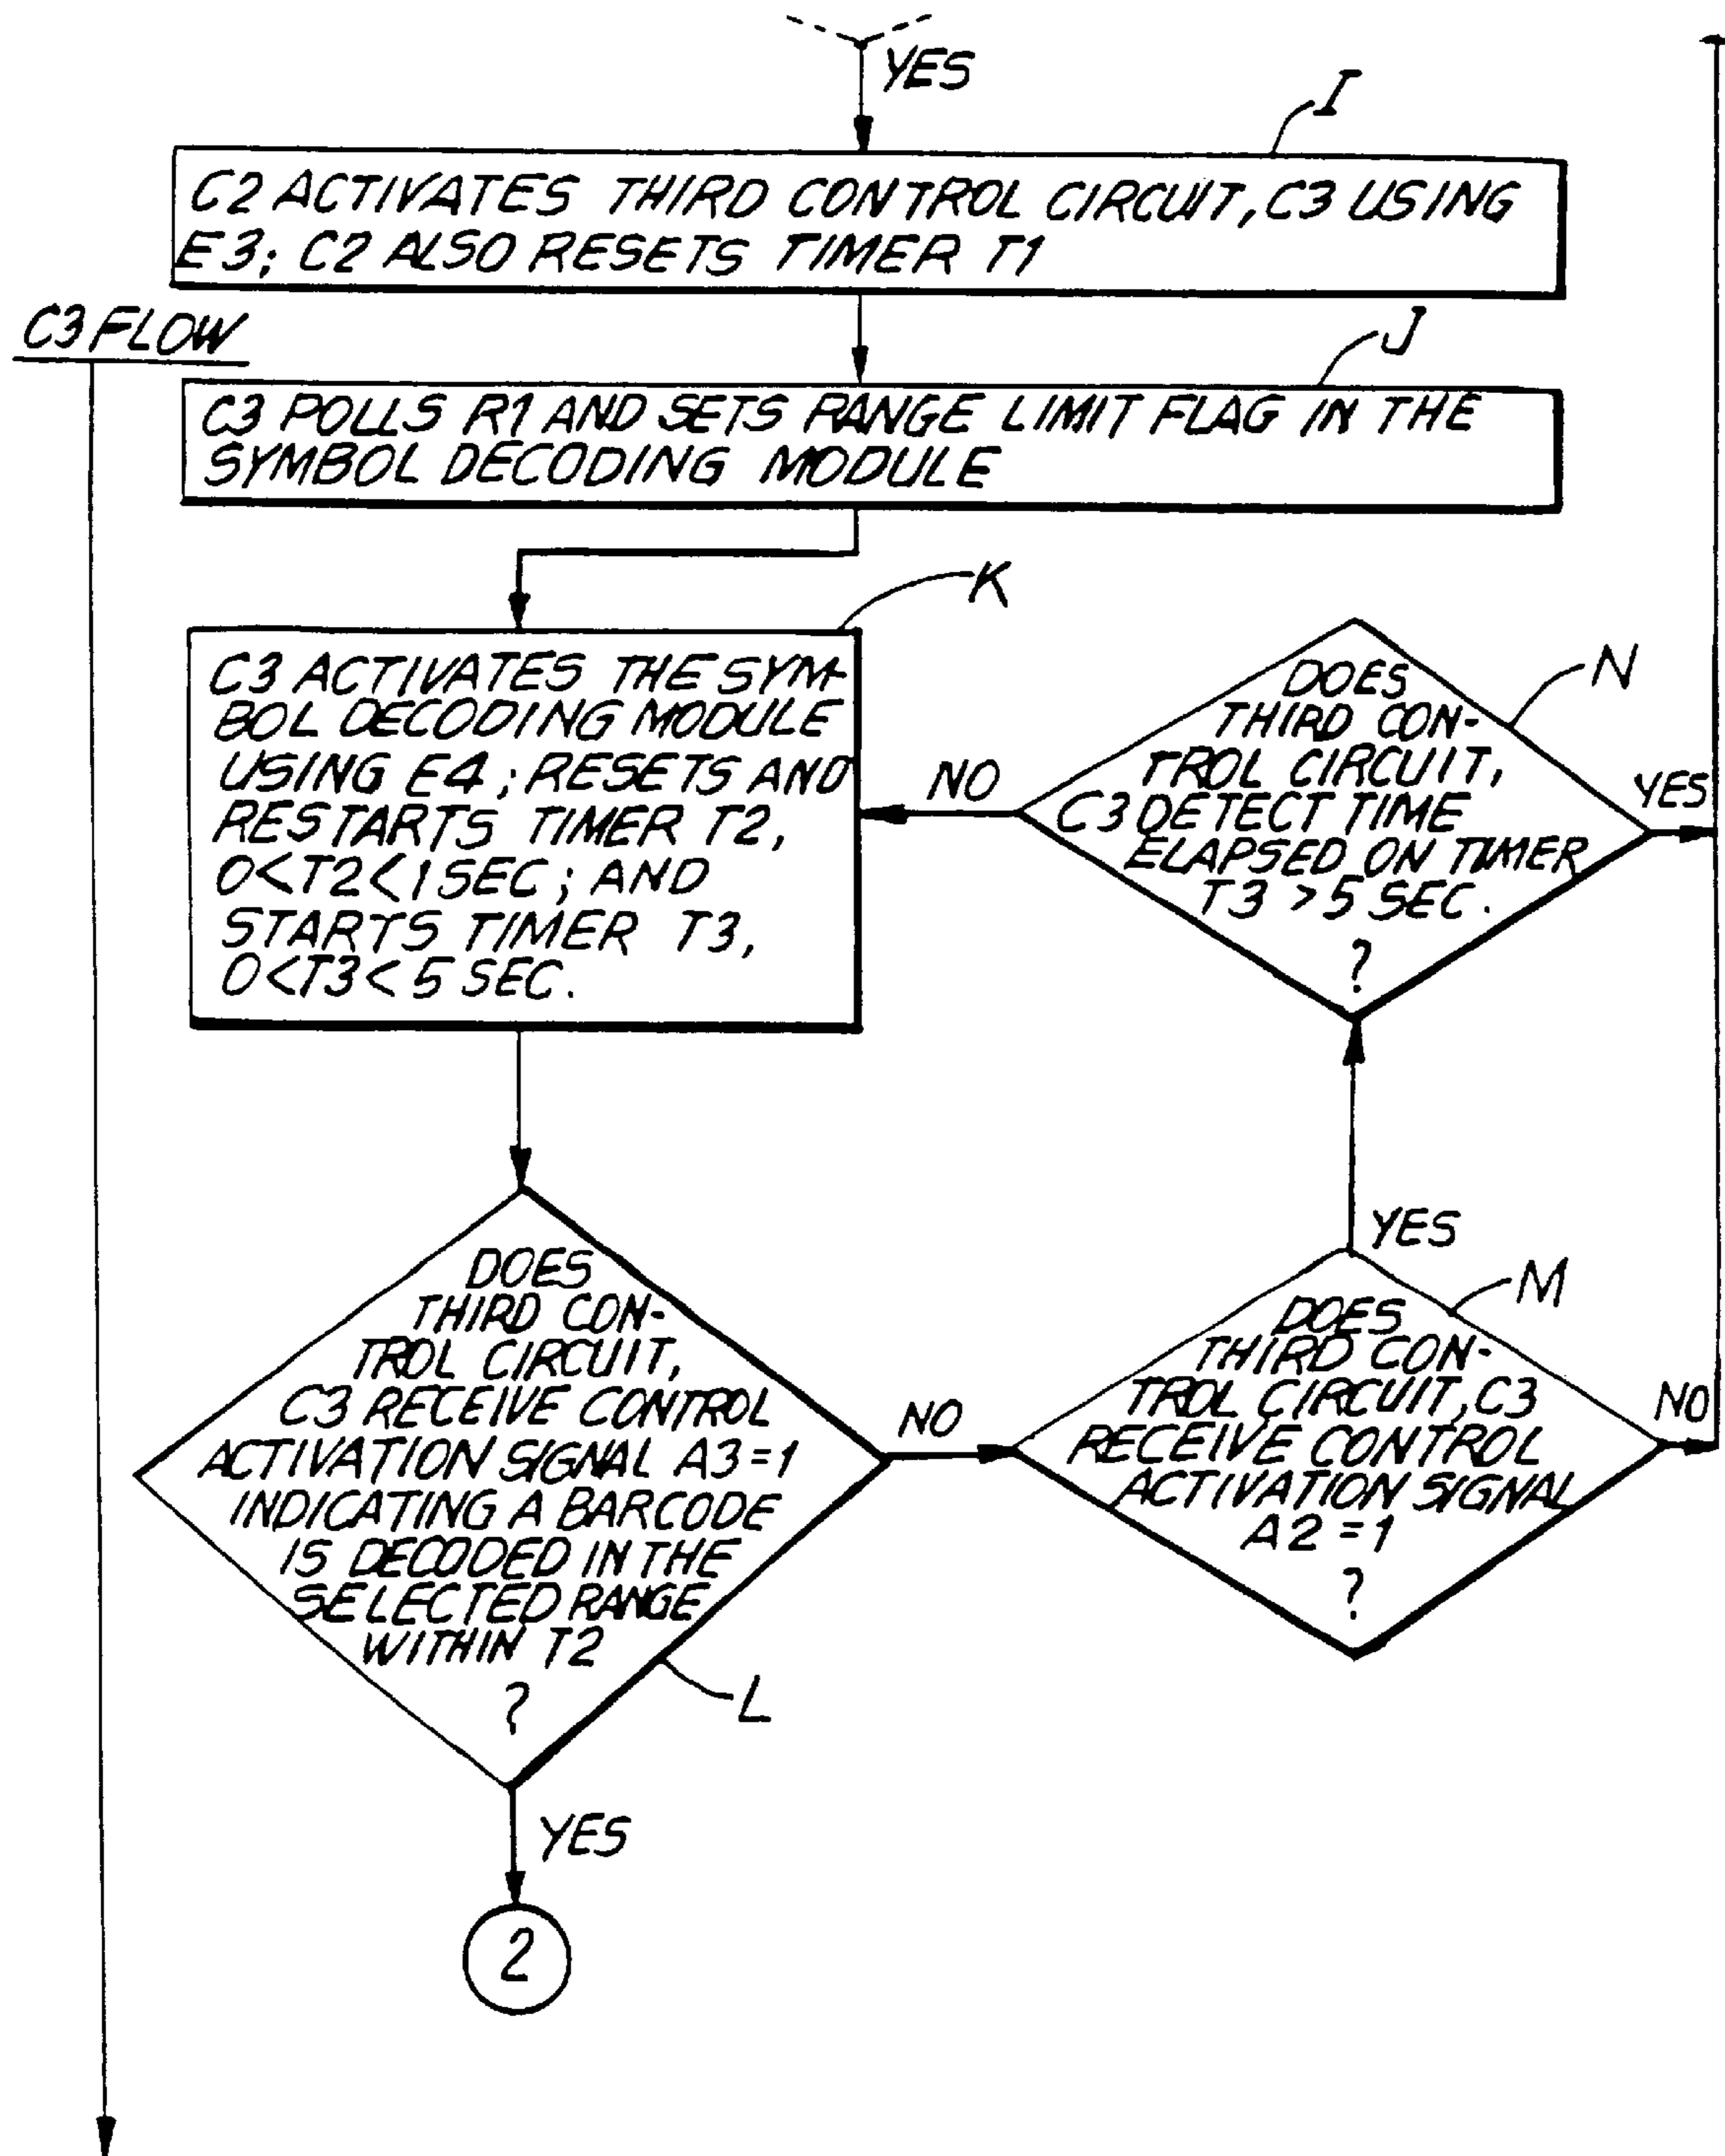 YES
I
C2 ACTIVATES THIRD CONTROL CIRCUIT, C3 USING
E3; C2 ALSO RESETS TIMER T1
C3 FLOW
J
C3 POLLS R1 AND SETS RANGE LIMIT FLAG IN THE
SYMBOL DECODING MODULE
K
C3 ACTIVATES THE SYM-
BOL DECODING MODULE
USING E4; RESETS AND
RESTARTS TIMER T2,
0<T2<1 SEC; AND
STARTS TIMER T3,
0<T3<5 SEC.
N
DOES
THIRD CON-
TROL CIRCUIT,
C3 DETECT TIME
ELAPSED ON TIMER
T3 >5 SEC.
?
NO
YES
DOES
THIRD CON-
TROL CIRCUIT,
C3 RECEIVE CONTROL
ACTIVATION SIGNAL A3=1
INDICATING A BARCODE
IS DECODED IN THE
SELECTED RANGE
WITHIN T2
?
L
NO
YES
M
DOES
THIRD CON-
TROL CIRCUIT, C3
RECEIVE CONTROL
ACTIVATION SIGNAL
A2=1
?
NO
YES
2